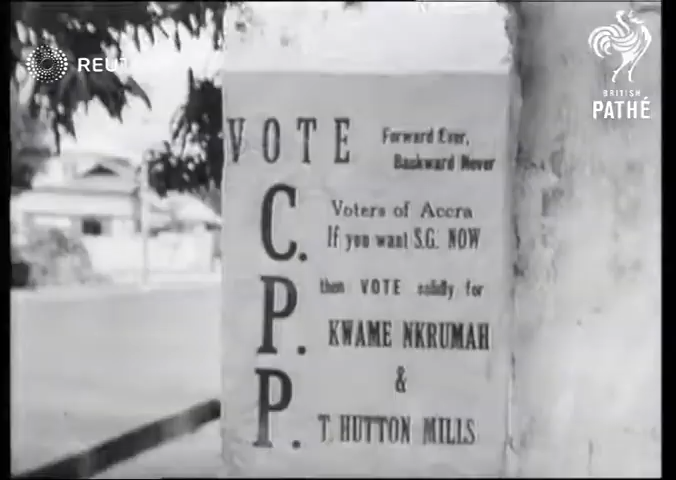 REUT
BRITISH
PATHÉ
VOTE
Forward Ever,
Backward Never
C.
P.
P.
Voters of Accra
If you want S.G. NOW
then VOTE solidly for
KWAME NKRUMAH
&
T. HUTTON MILLS